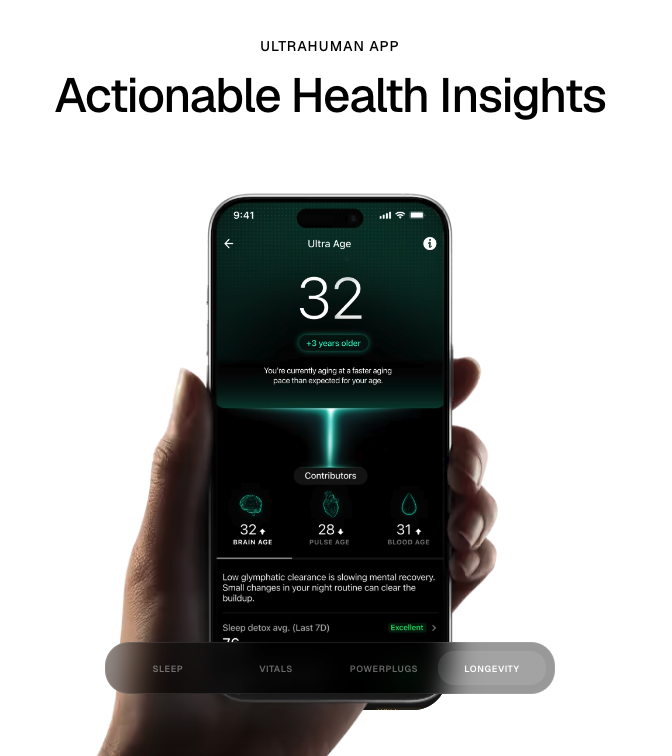 ULTRAHUMAN APP
Actionable Health Insights
9:41
Ultra Age
32
+3 years older
You're currently aging at a faster aging
pace than expected for your age.
Contributors
32 28 31
BRAIN AGE PULSE AGE BLOOD AGE
Low glymphatic clearance is slowing mental recovery.
Small changes in your night routine can clear the
buildup.
Sleep detox avg. (Last 7D) Excellent
SLEEP VITALS POWERPLUGS LONGEVITY